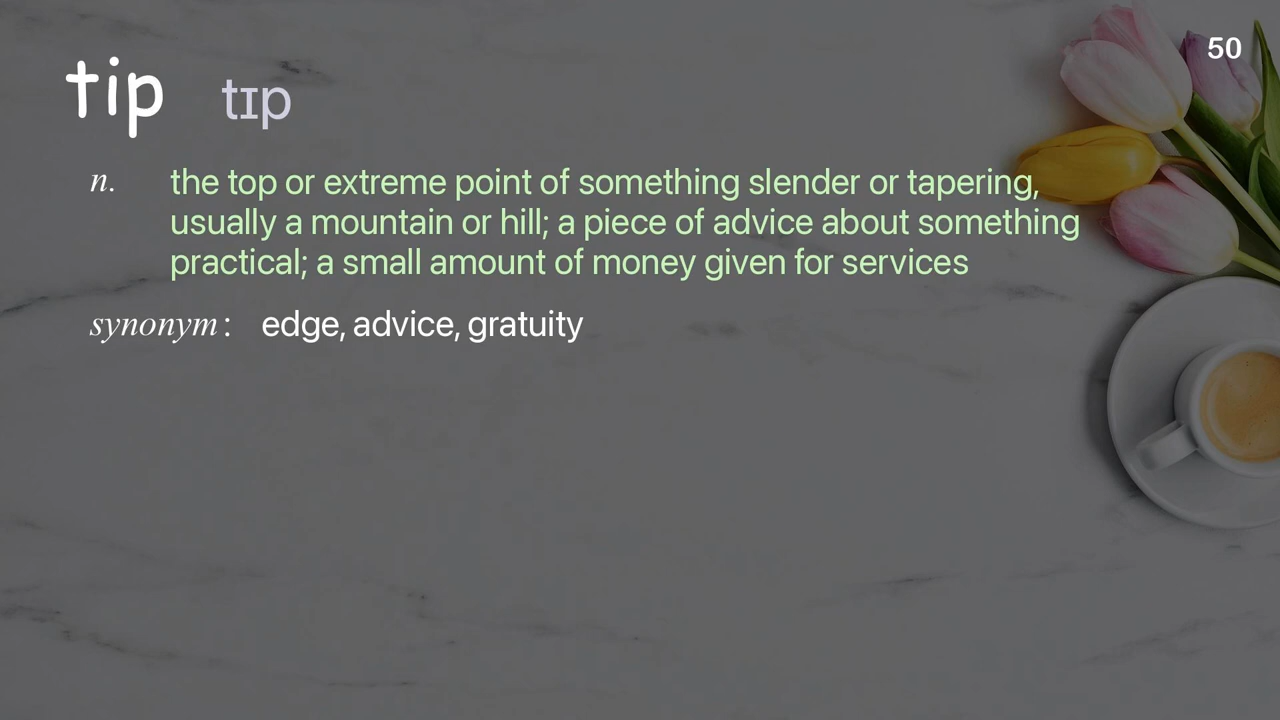 50
tip tɪp
n. the top or extreme point of something slender or tapering,
usually a mountain or hill; a piece of advice about something
practical; a small amount of money given for services
synonym: edge, advice, gratuity